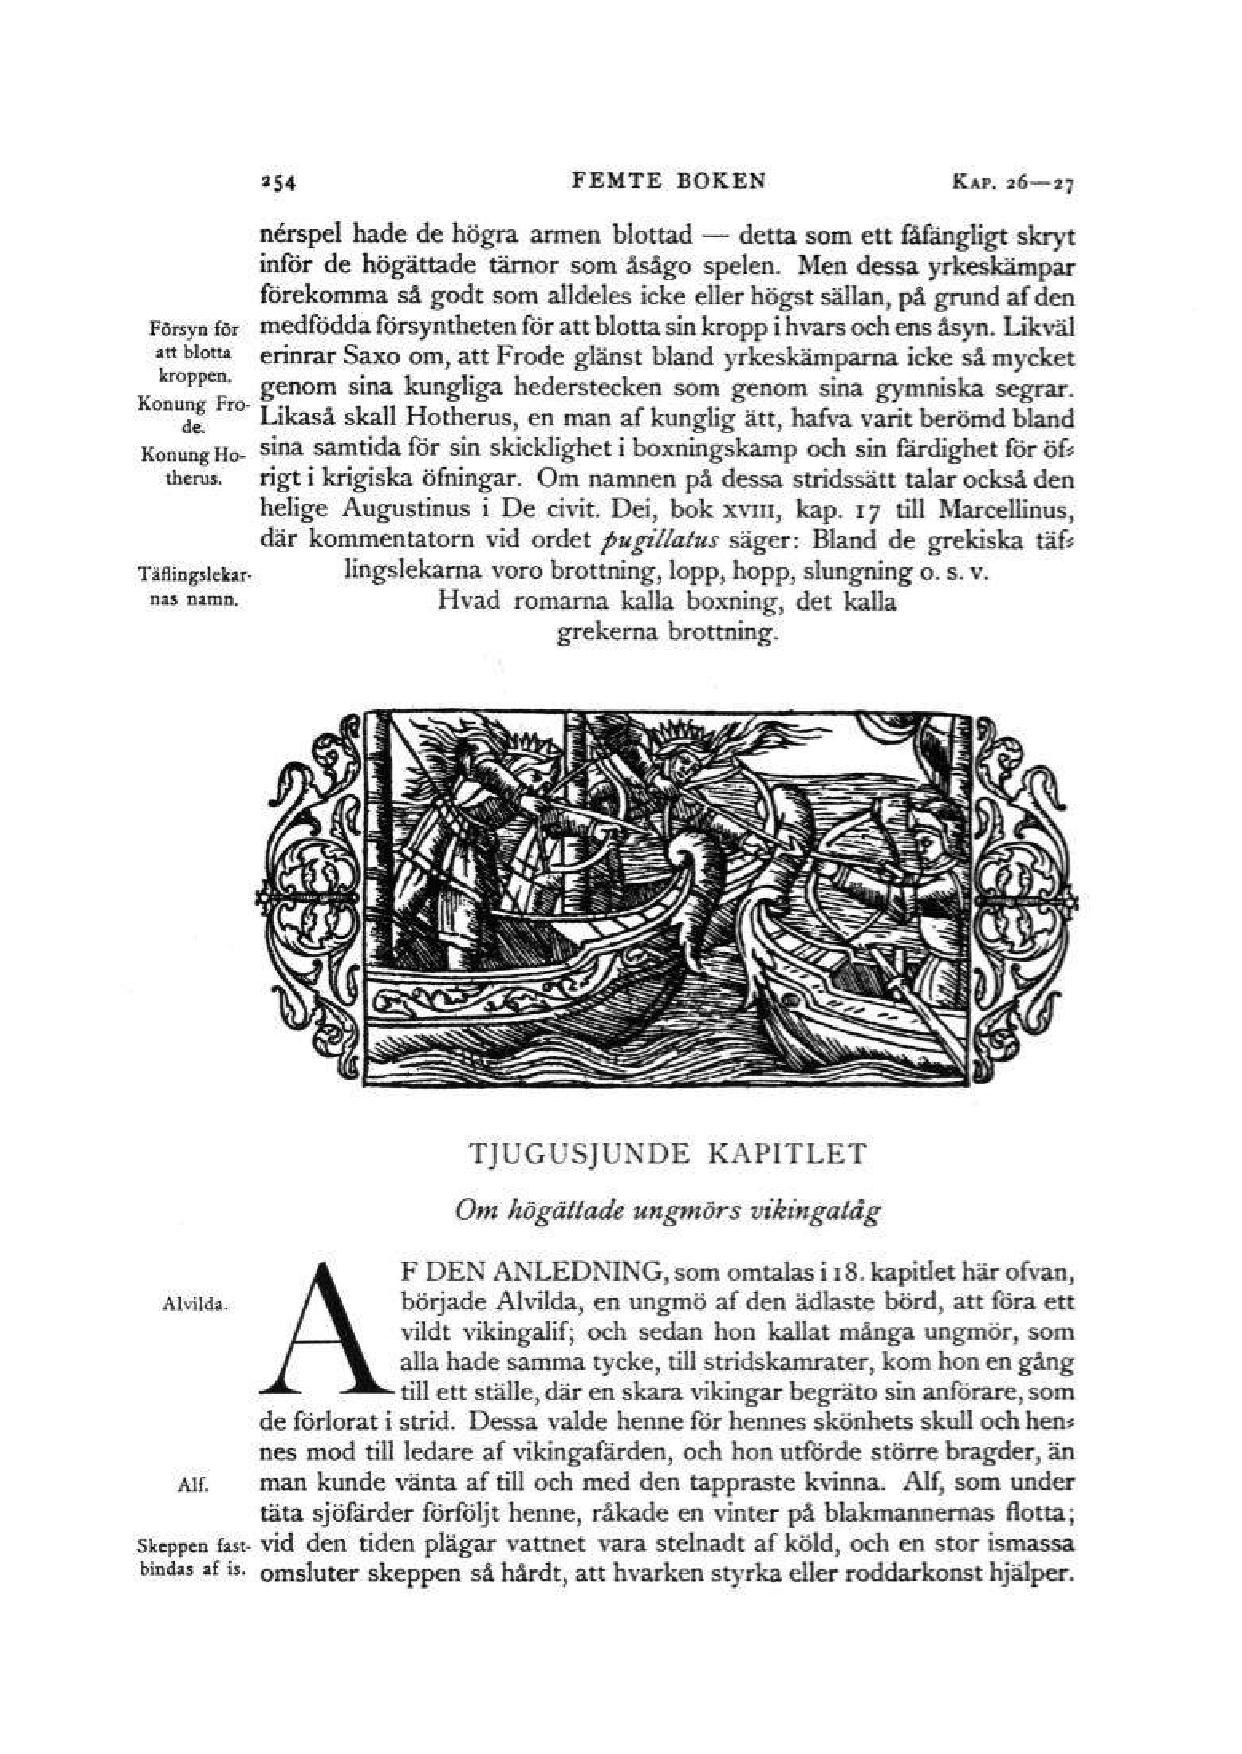 254 FEMTE BOKEN KAP. 26—27
nérspel hade de högra armen blottad — detta som ett fåfängligt skryt
inför de högättade tärnor som åsågo spelen. Men dessa yrkeskämpar
förekomma så godt som alldeles icke eller högst sällan, på grund af den
Försyn för medfödda försyntheten för att blotta sin kropp i hvars och ens åsyn. Likväl
att blotta erinrar Saxo om, att Frode glänst bland yrkeskämparna icke så mycket
kroppen. genom sina kungliga hederstecken som genom sina gymniska segrar.
Konung Fro- Likaså skall Hotherus, en man af kunglig ätt, hafva varit berömd bland
de.
Konung Ho- sina samtida för sin skicklighet i boxningskamp och sin färdighet för öf-
therus. rigt i krigiska öfningar. Om namnen på dessa stridssätt talar också den
helige Augustinus i De civit. Dei, bok XVIII, kap. 17 till Marcellinus,
där kommentatorn vid ordet pugillatus säger: Bland de grekiska täf-
Täflingslekar- lingslekarna voro brottning, lopp, hopp, slungning o. s. v.
nas namn. Hvad romarna kalla boxning, det kalla
grekerna brottning.
TJUGUSJUNDE KAPITLET
Om högättade ungmörs vikingatåg
AF DEN ANLEDNING, som omtalas i 18. kapitlet här ofvan,
Alvilda. började Alvilda, en ungmö af den ädlaste börd, att föra ett
vildt vikingalif; och sedan hon kallat många ungmör, som
alla hade samma tycke, till stridskamrater, kom hon en gång
till ett ställe, där en skara vikingar begräto sin anförare, som
de förlorat i strid. Dessa valde henne för hennes skönhets skull och hen-
nes mod till ledare af vikingafärden, och hon utförde större bragder, än
Alf. man kunde vänta af till och med den tappraste kvinna. Alf, som under
täta sjöfärder förföljt henne, råkade en vinter på blakmannernas flotta;
Skeppen fast- vid den tiden plägar vattnet vara stelnadt af köld, och en stor ismassa
bindas af is. omsluter skeppen så hårdt, att hvarken styrka eller roddarkonst hjälper.